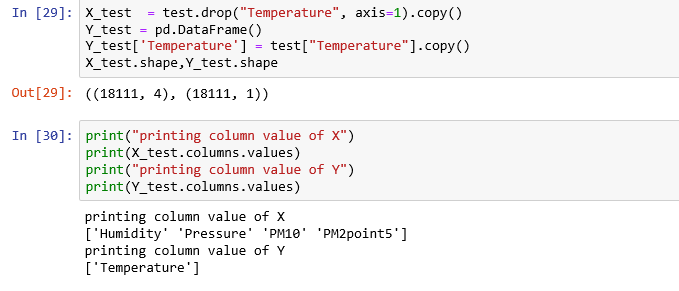 In [29]: X_test  = test.drop("Temperature", axis=1).copy()
Y_test = pd.DataFrame()
Y_test['Temperature'] = test["Temperature"].copy()
X_test.shape,Y_test.shape
Out[29]: ((18111, 4), (18111, 1))
In [30]: print("printing column value of X")
print(X_test.columns.values)
print("printing column value of Y")
print(Y_test.columns.values)
printing column value of X
['Humidity' 'Pressure' 'PM10' 'PM2point5']
printing column value of Y
['Temperature']